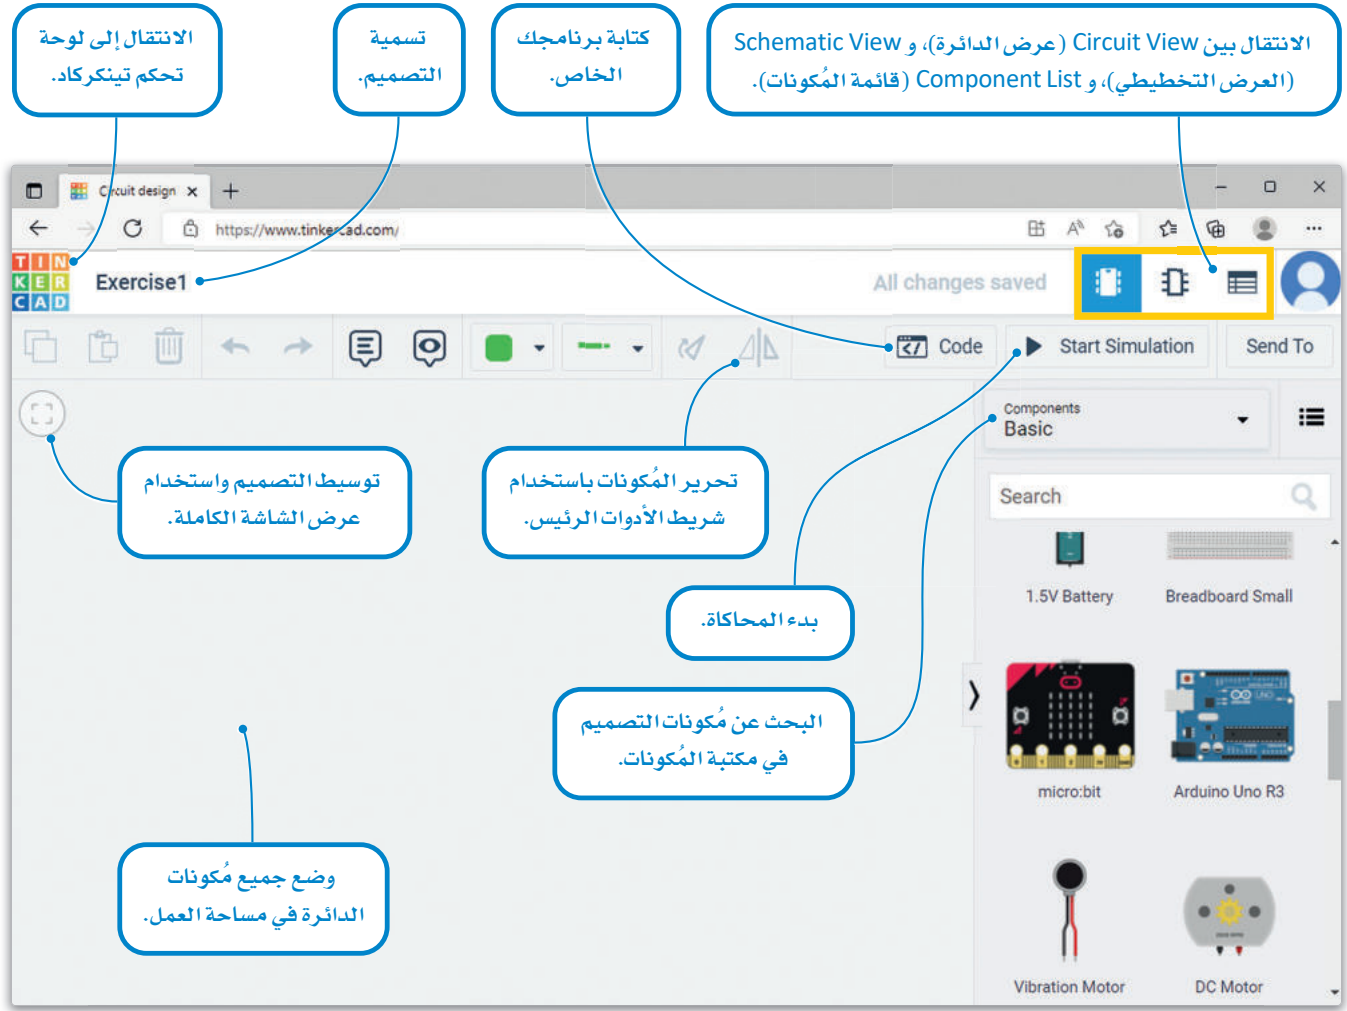 الانتقال إلى لوحة
تحكم تينكركاد.
تسمية
التصميم.
كتابة برنامجك
الخاص.
الانتقال بين Circuit View (عرض الدائرة)، و Schematic View
(العرض التخطيطي)، و Component List (قائمة المُكونات).
Circuit design
https://www.tinkercad.com/
TIN
KER
CAD
Exercise1
All changes saved
Code
Start Simulation
Send To
Components
Basic
Search
توسيط التصميم واستخدام
عرض الشاشة الكاملة.
تحرير المُكونات باستخدام
شريط الأدوات الرئيس.
بدء المحاكاة.
البحث عن مُكونات التصميم
في مكتبة المُكونات.
وضع جميع مُكونات
الدائرة في مساحة العمل.
1.5V Battery
Breadboard Small
micro:bit
Arduino Uno R3
Vibration Motor
DC Motor